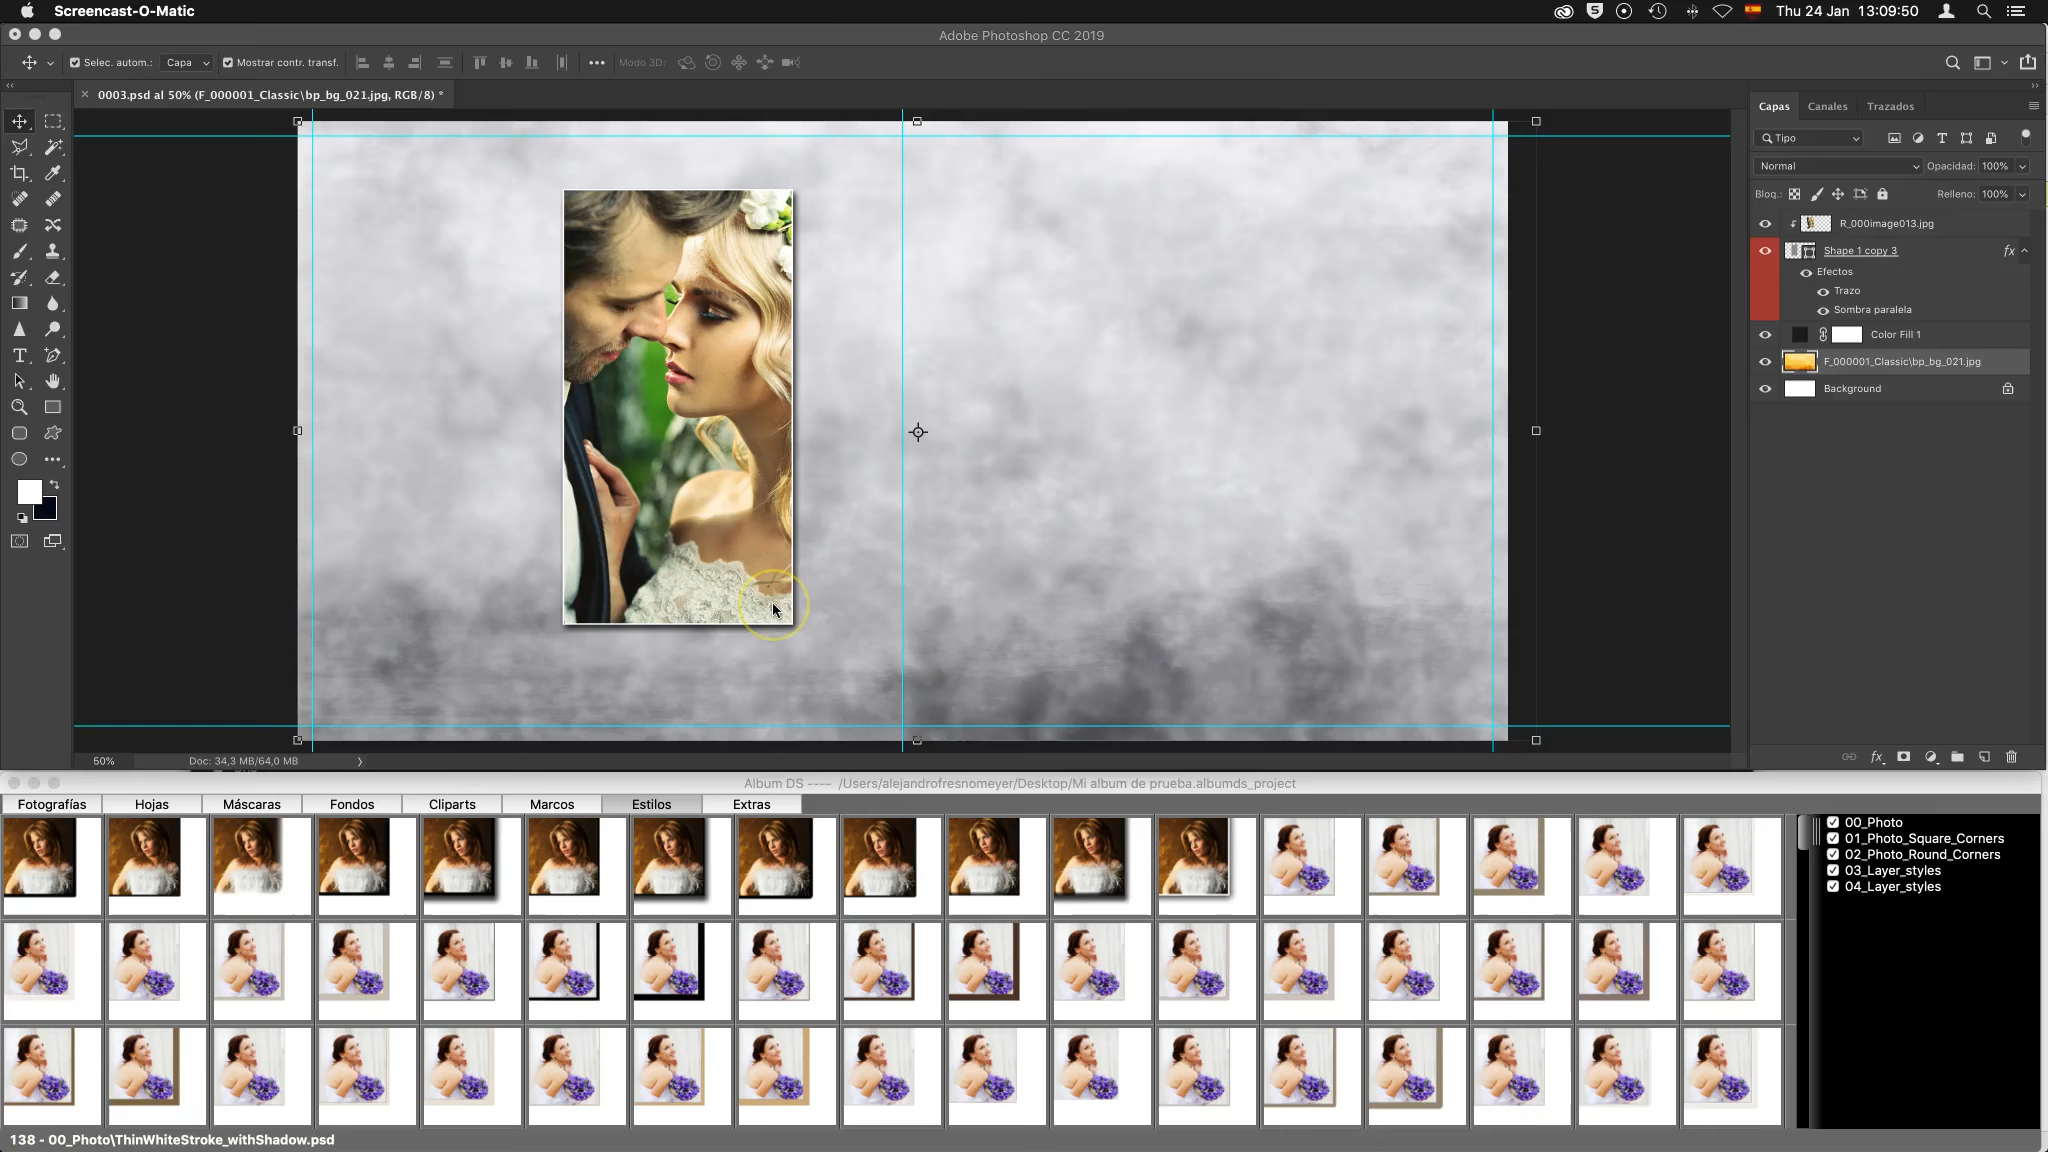 Screencast-O-Matic
Thu 24 Jan 13:09:50
Adobe Photoshop CC 2019
Selec. autom.: Capa Mostrar contr. transf. Modo 3D:
0003.psd al 50% (F_000001_Classic\bp_bg_021.jpg, RGB/8) *
Capas Canales Trazados
Tipo
Normal Opacidad: 100%
Bloq.: Relleno: 100%
R_000image013.jpg
Shape 1 copy 3 fx
Efectos
Trazo
Sombra paralela
Color Fill 1
F_000001_Classic\bp_bg_021.jpg
Background
50% Doc: 34,3 MB/64,0 MB
fx
Album DS ---- /Users/alejandrofresnomeyer/Desktop/Mi album de prueba.albumds_project
Fotografías Hojas Máscaras Fondos Cliparts Marcos Estilos Extras
00_Photo
01_Photo_Square_Corners
02_Photo_Round_Corners
03_Layer_styles
04_Layer_styles
138 - 00_Photo\ThinWhiteStroke_withShadow.psd